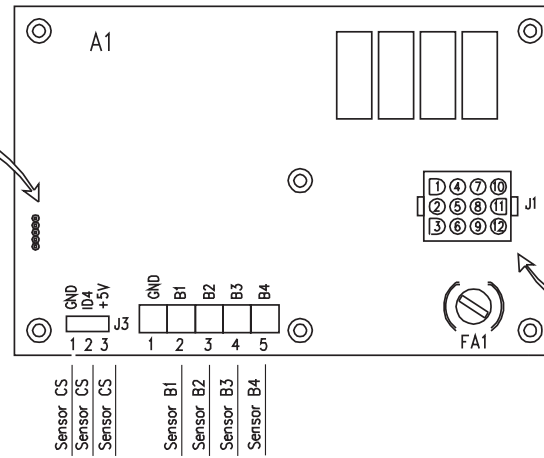 A1
1 4 7 10
2 5 8 11
3 6 9 12
J1
FA1
GND
ID4
+5V
J3
GND
B1
B2
B3
B4
1 2 3
1 2 3 4 5
Sensor CS
Sensor CS
Sensor CS
Sensor B1
Sensor B2
Sensor B3
Sensor B4